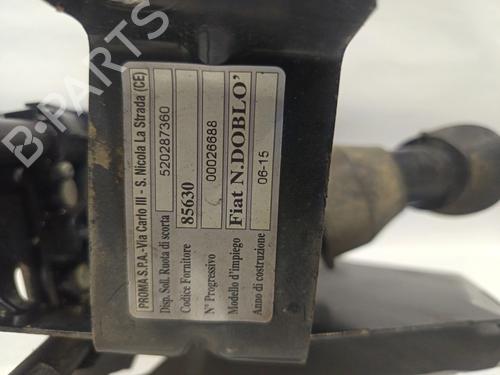 PROMA S.P.A.-Via Carlo III - S. Nicola La Strada (CE)
Disp. Soll. Ruota di scorta 520287360
Codice Fornitore 85630
N° Progressivo 00026688
Modello d'impiego Fiat N.DOBLO'
Anno di costruzione 06-15
B-PARTS